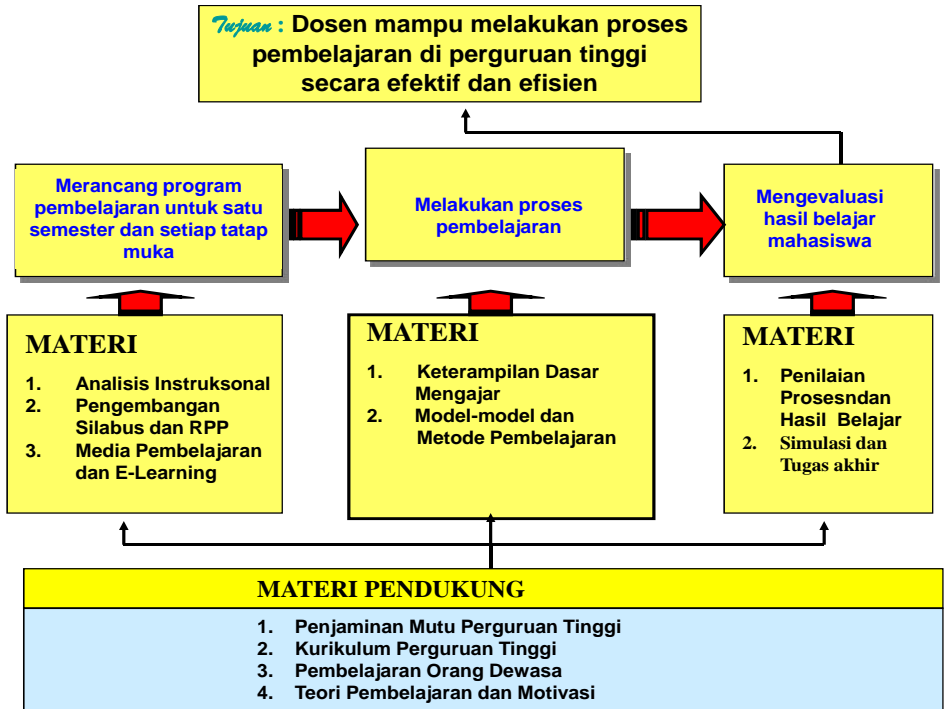 Tujuan : Dosen mampu melakukan proses
pembelajaran di perguruan tinggi
secara efektif dan efisien
Merancang program
pembelajaran untuk satu
semester dan setiap tatap
muka
Melakukan proses
pembelajaran
Mengevaluasi
hasil belajar
mahasiswa
MATERI
1. Analisis Instruksonal
2. Pengembangan
Silabus dan RPP
3. Media Pembelajaran
dan E-Learning
MATERI
1. Keterampilan Dasar
Mengajar
2. Model-model dan
Metode Pembelajaran
MATERI
1. Penilaian
Prosesndan
Hasil Belajar
2. Simulasi dan
Tugas akhir
MATERI PENDUKUNG
1. Penjaminan Mutu Perguruan Tinggi
2. Kurikulum Perguruan Tinggi
3. Pembelajaran Orang Dewasa
4. Teori Pembelajaran dan Motivasi